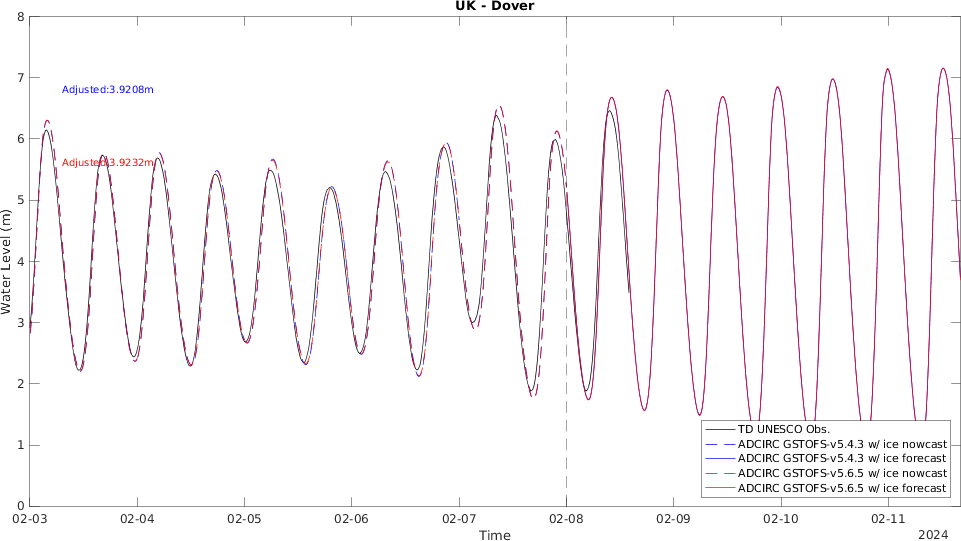 UK - Dover
8
7
6
5
4
3
2
1
0
Water Level (m)
Adjusted:3.9208m
Adjusted:3.9232m
TD UNESCO Obs.
ADCIRC GSTOFS-v5.4.3 w/ ice nowcast
ADCIRC GSTOFS-v5.4.3 w/ ice forecast
ADCIRC GSTOFS-v5.6.5 w/ ice nowcast
ADCIRC GSTOFS-v5.6.5 w/ ice forecast
02-03 02-04 02-05 02-06 02-07 02-08 02-09 02-10 02-11
Time
2024